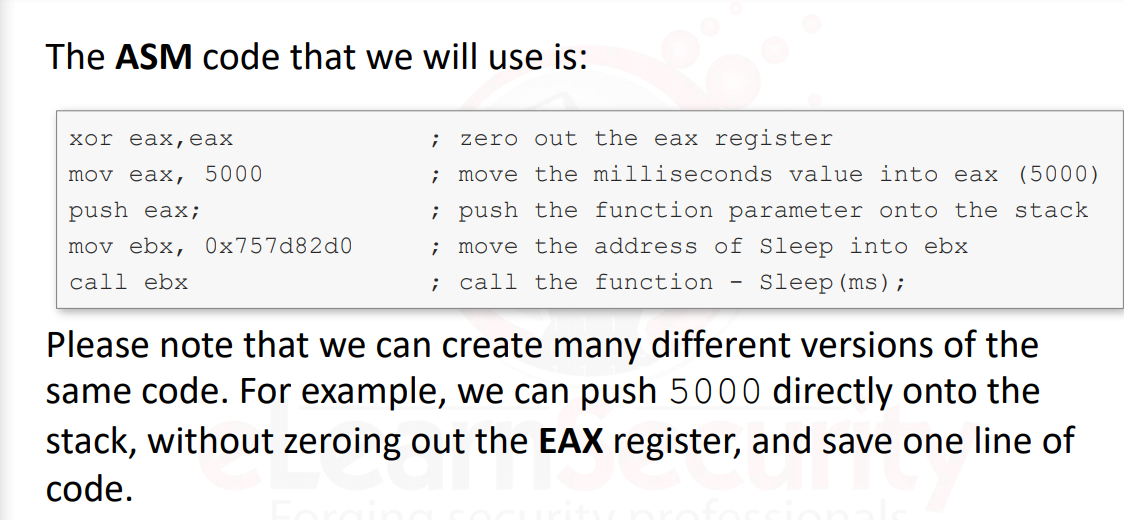 The ASM code that we will use is:
xor eax,eax ; zero out the eax register
mov eax, 5000 ; move the milliseconds value into eax (5000)
push eax; ; push the function parameter onto the stack
mov ebx, 0x757d82d0 ; move the address of Sleep into ebx
call ebx ; call the function - Sleep(ms);
Please note that we can create many different versions of the
same code. For example, we can push 5000 directly onto the
stack, without zeroing out the EAX register, and save one line of
code.
eLearnSecurity
Forging security professionals